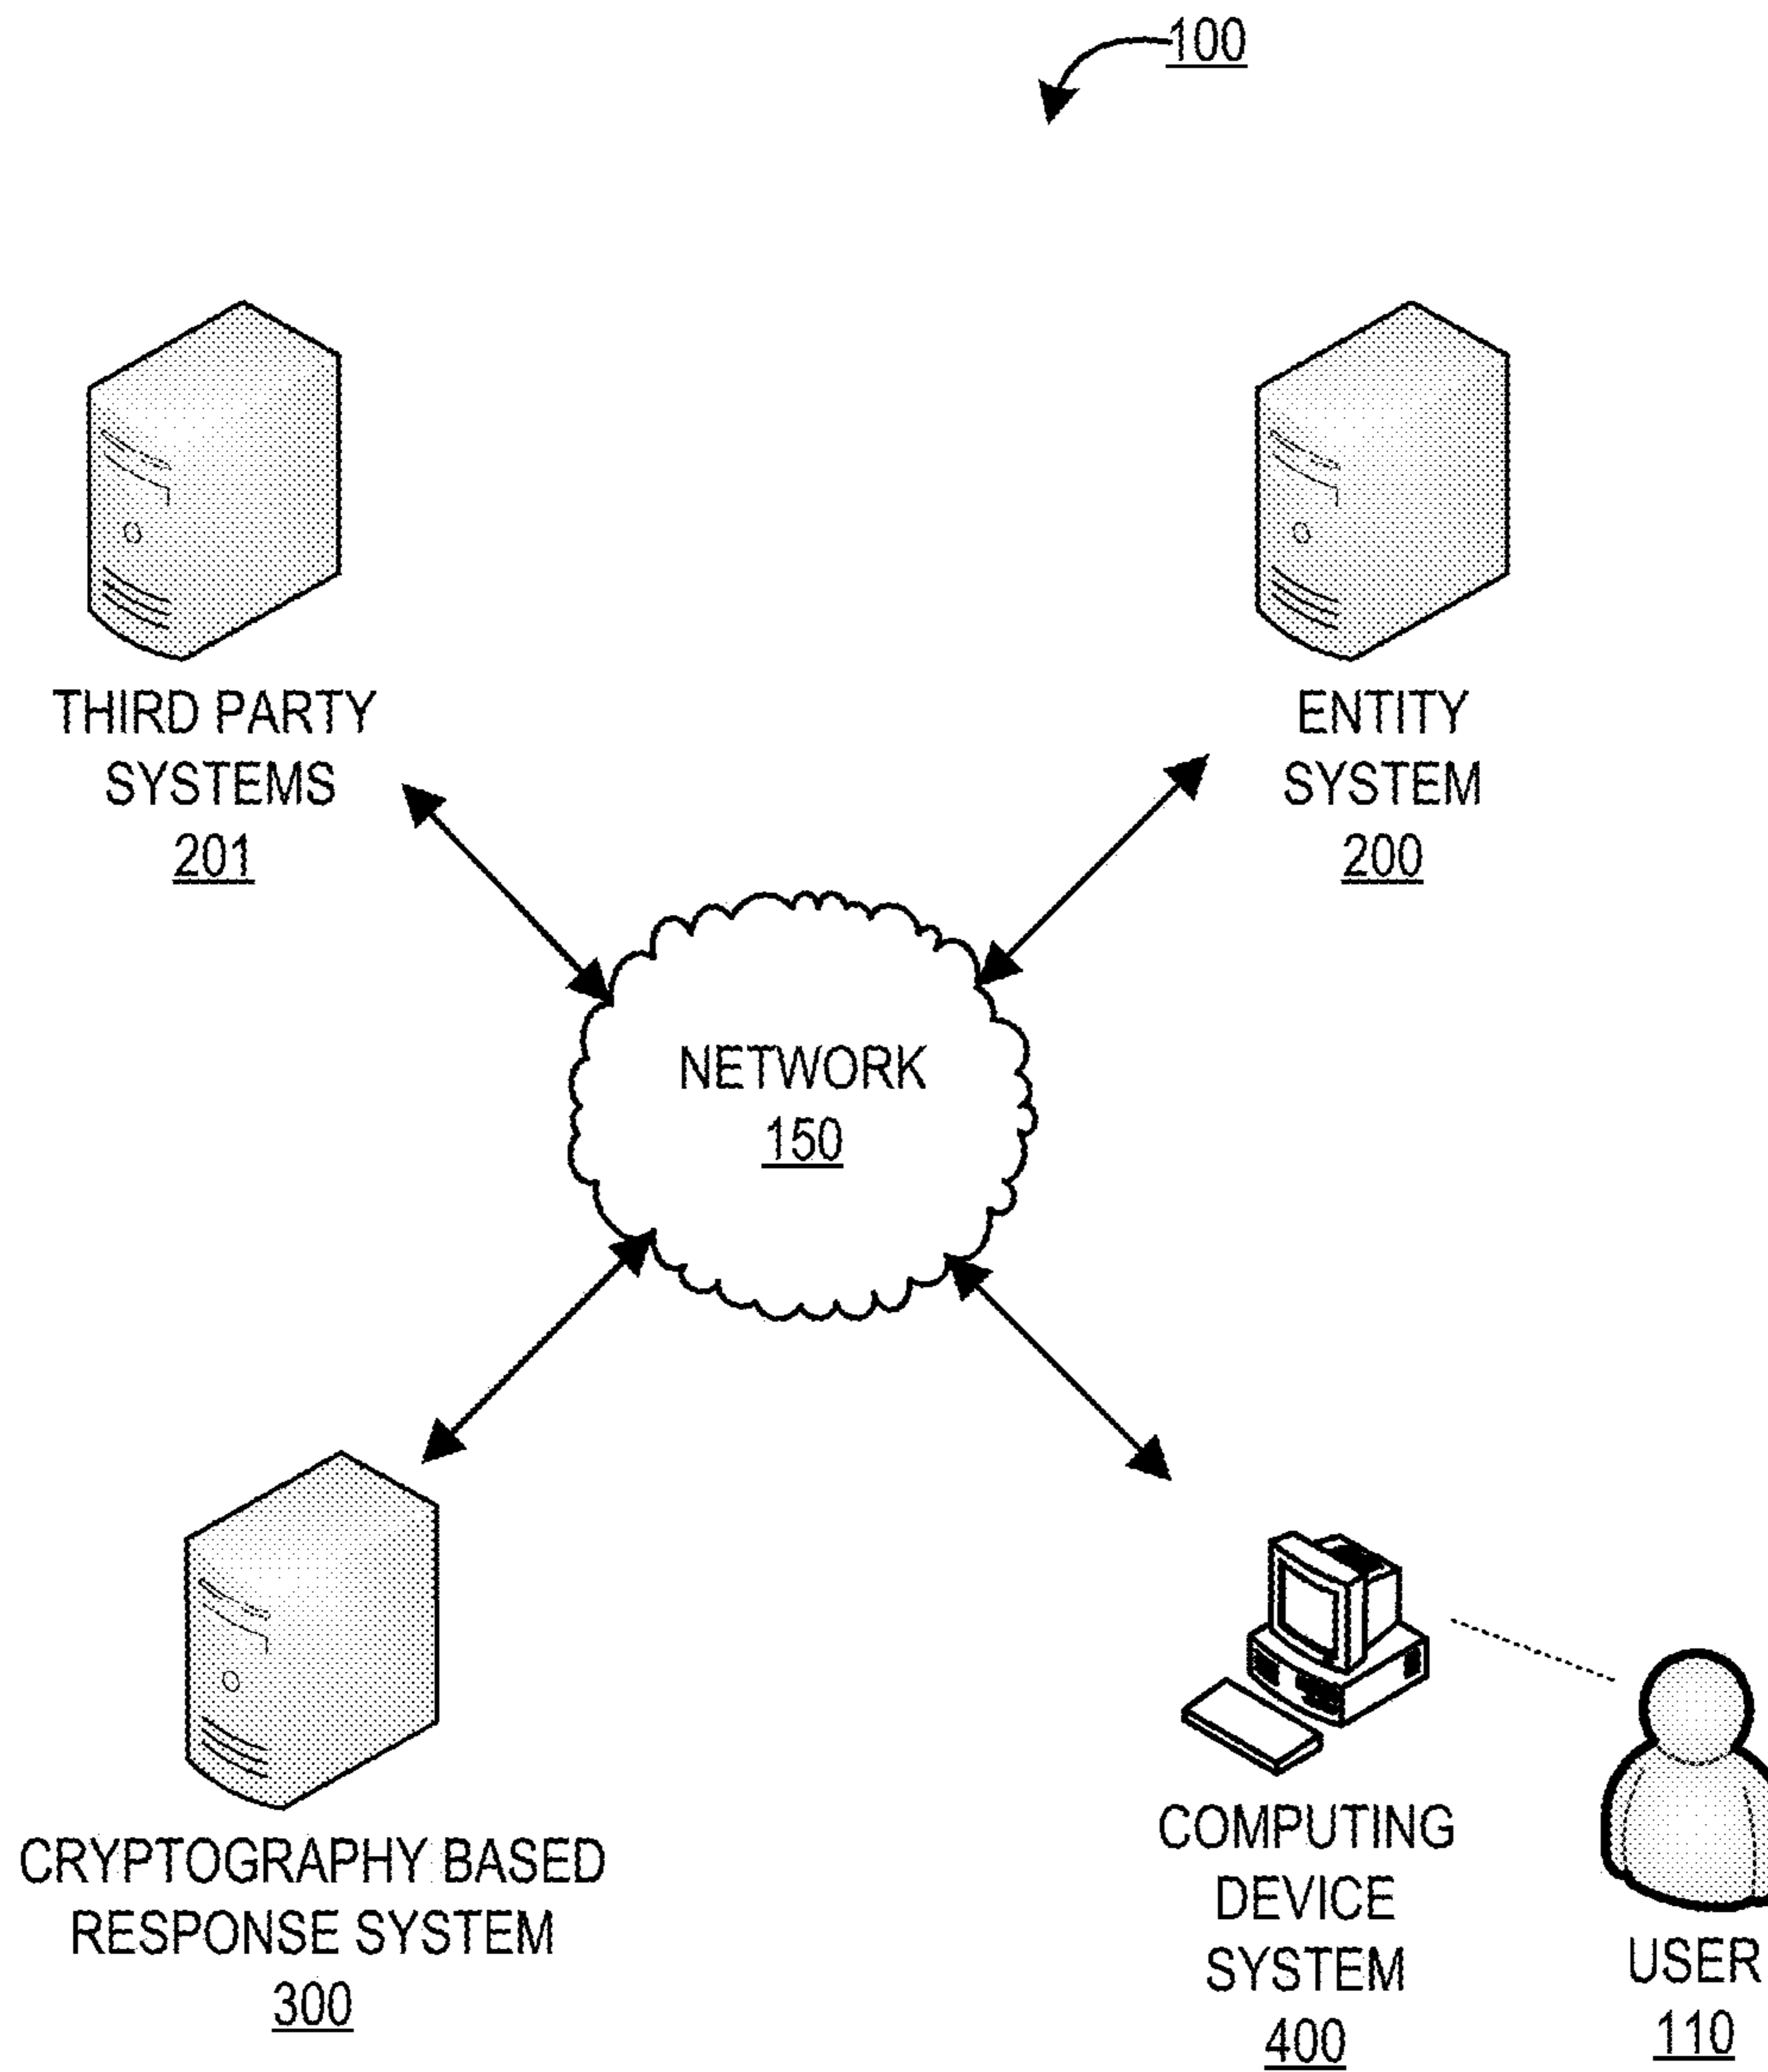 100
THIRD PARTY
SYSTEMS
201
ENTITY
SYSTEM
200
NETWORK
150
CRYPTOGRAPHY BASED
RESPONSE SYSTEM
300
COMPUTING
DEVICE
SYSTEM
400
USER
110